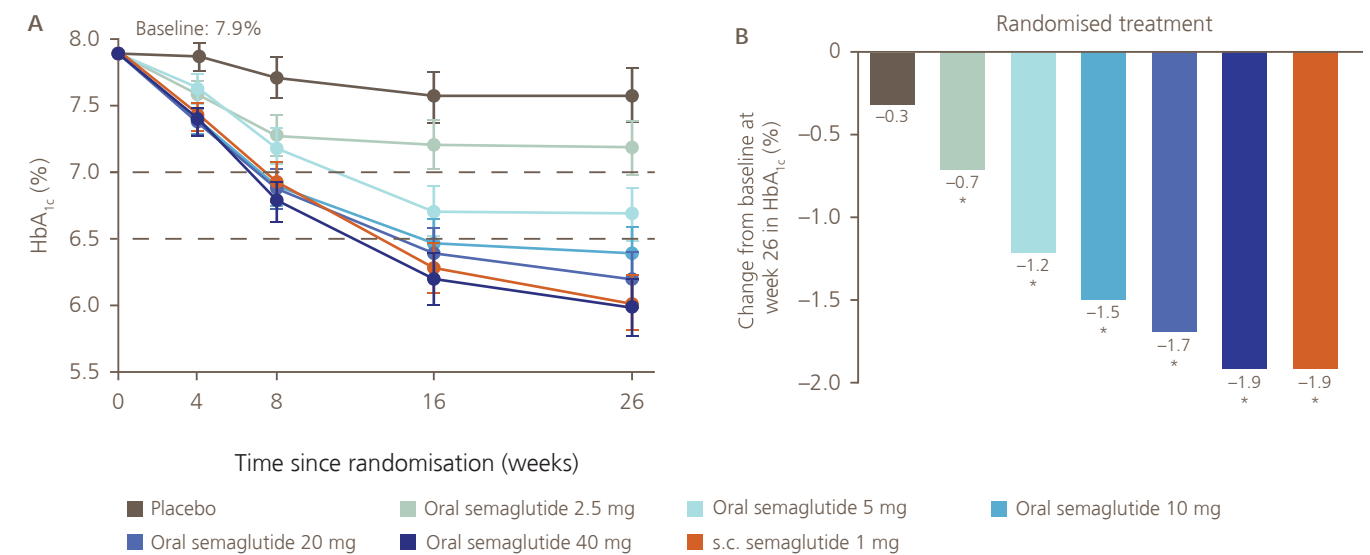 A
Baseline: 7.9%
8.0
7.5
7.0
6.5
6.0
5.5
HbA1c (%)
0 4 8 16 26
Time since randomisation (weeks)
B
Randomised treatment
0
–0.5
–1.0
–1.5
–2.0
Change from baseline at
week 26 in HbA1c (%)
–0.3
–0.7
*
–1.2
*
–1.5
*
–1.7
*
–1.9
*
–1.9
*
Placebo Oral semaglutide 2.5 mg Oral semaglutide 5 mg Oral semaglutide 10 mg
Oral semaglutide 20 mg Oral semaglutide 40 mg s.c. semaglutide 1 mg